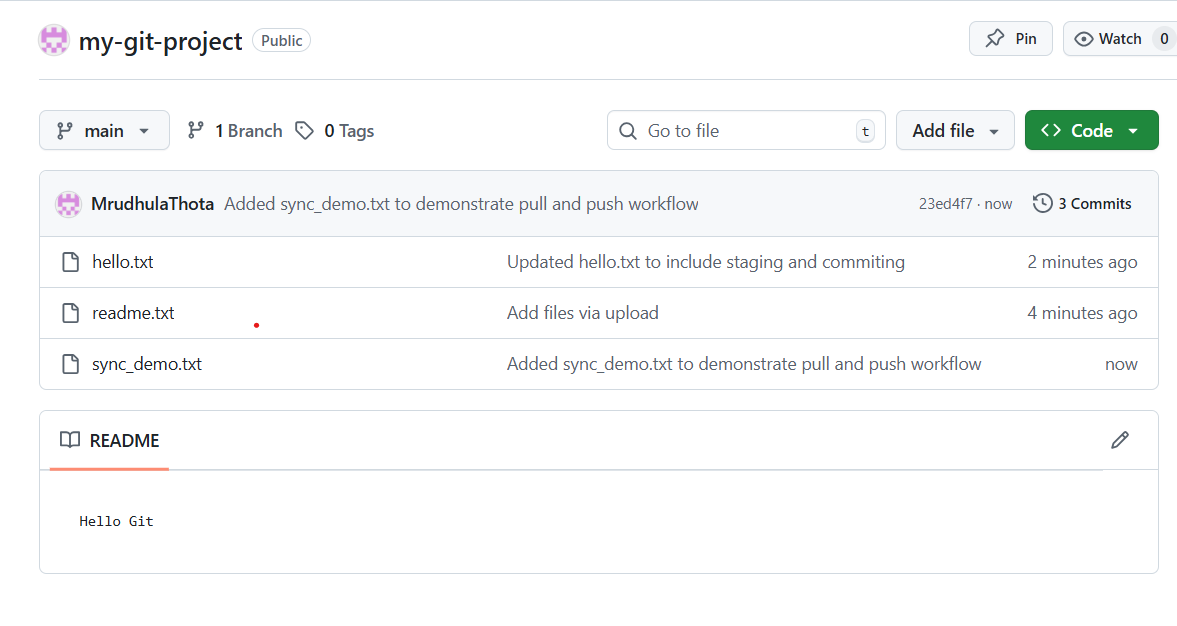 my-git-project Public Pin Watch 0
main 1 Branch 0 Tags Go to file t Add file Code
MrudhulaThota Added sync_demo.txt to demonstrate pull and push workflow 23ed4f7 · now 3 Commits
hello.txt Updated hello.txt to include staging and commiting 2 minutes ago
readme.txt Add files via upload 4 minutes ago
sync_demo.txt Added sync_demo.txt to demonstrate pull and push workflow now
README
Hello Git